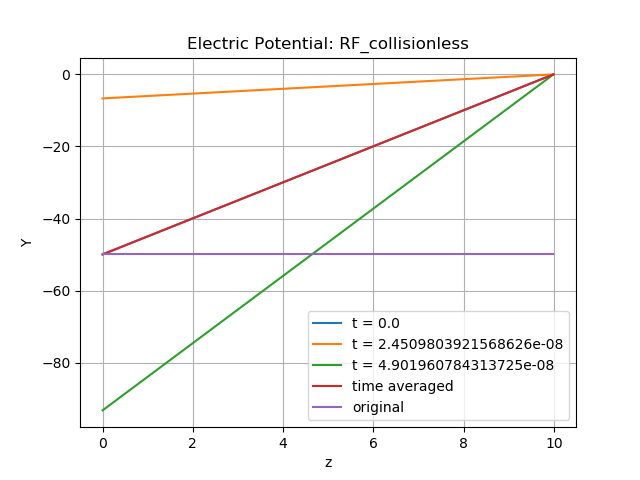 Electric Potential: RF_collisionless
0
−20
−40
−60
−80
Y
0 2 4 6 8 10
z
t = 0.0
t = 2.4509803921568626e-08
t = 4.901960784313725e-08
time averaged
original